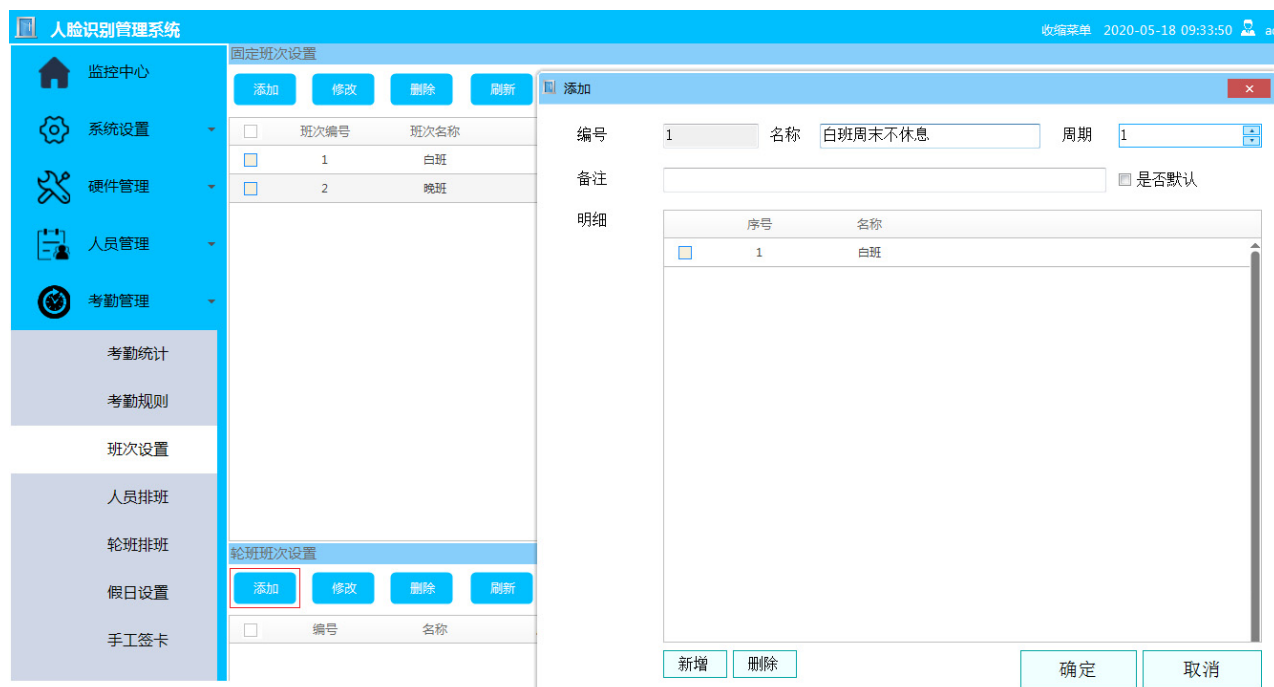 人脸识别管理系统 收缩菜单 2020-05-18 09:33:50
监控中心
系统设置
硬件管理
人员管理
考勤管理
考勤统计
考勤规则
班次设置
人员排班
轮班排班
假日设置
手工签卡
固定班次设置
添加 修改 删除 刷新
班次编号 班次名称
1 白班
2 晚班
轮班班次设置
添加 修改 删除 刷新
编号 名称
添加
编号 1 名称 白班周末不休息 周期 1
备注 是否默认
明细
序号 名称
1 白班
新增 删除 确定 取消